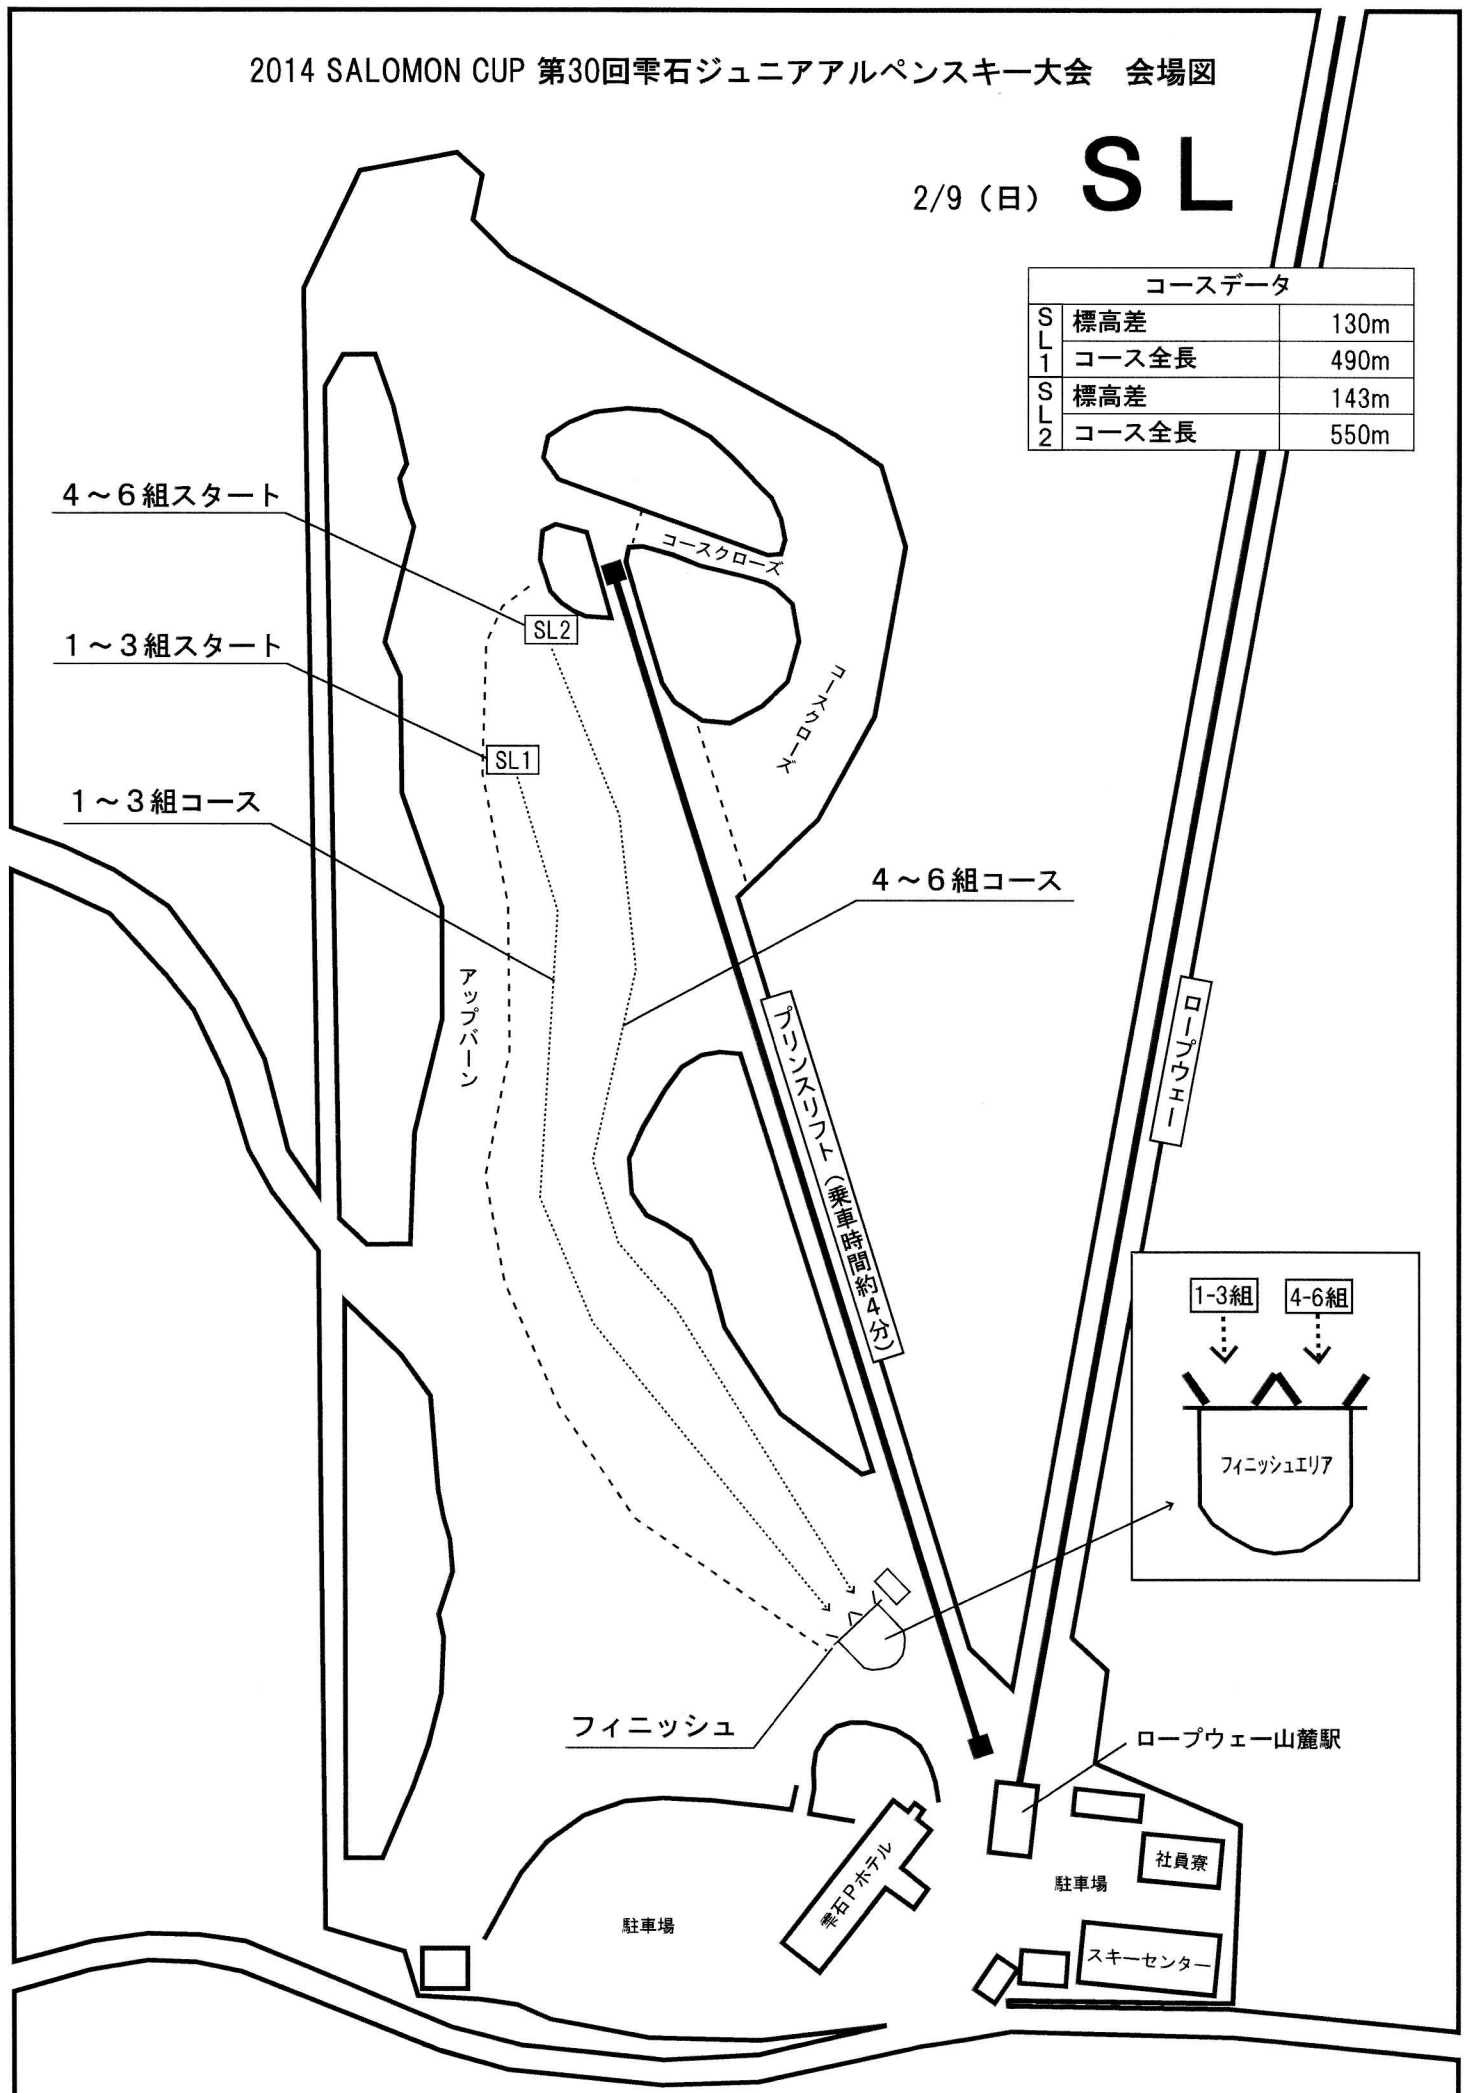 2014 SALOMON CUP 第30回雫石ジュニアアルペンスキー大会　会場図
2/9（日） SL
コースデータ
SL1
標高差 130m
コース全長 490m
SL2
標高差 143m
コース全長 550m
4～6組スタート
コースクローズ
SL2
1～3組スタート
コースクローズ
SL1
1～3組コース
4～6組コース
アップバーン
プリンスリフト（乗車時間約4分）
ロープウェー
1-3組 4-6組
フィニッシュエリア
フィニッシュ
ロープウェー山麓駅
社員寮
駐車場
雫石Pホテル
駐車場
スキーセンター